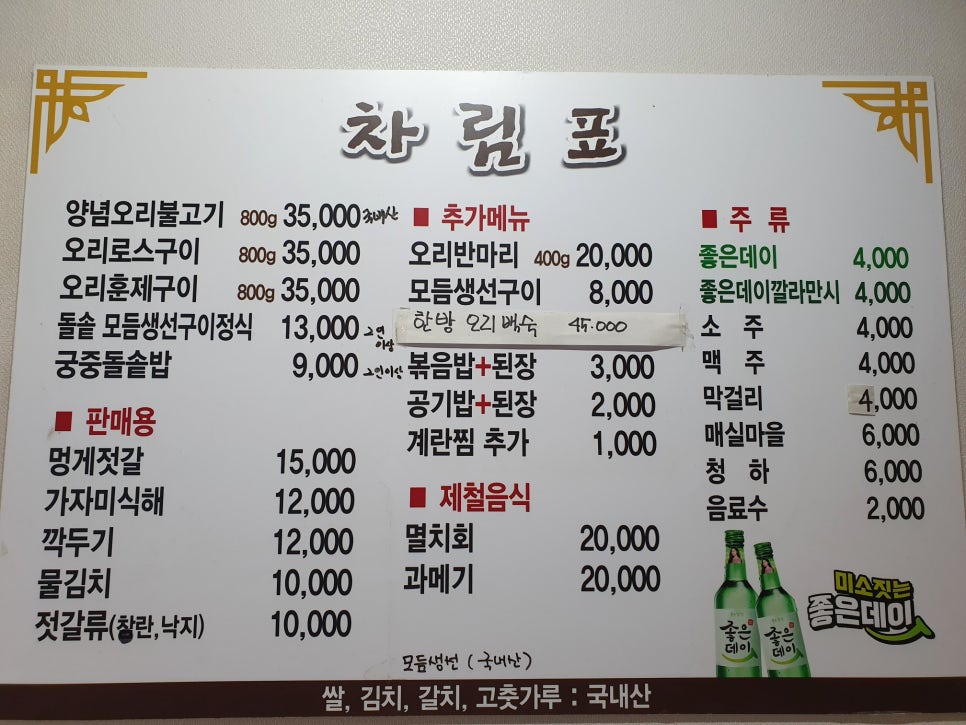 차림표
양념오리불고기 800g 35,000 국내산
오리로스구이 800g 35,000
오리훈제구이 800g 35,000
돌솥 모듬생선구이정식 13,000 2인 이상
궁중돌솥밥 9,000 2인이상
■ 판매용
멍게젓갈 15,000
가자미식해 12,000
깍두기 12,000
물김치 10,000
젓갈류(창란,낙지) 10,000
■ 추가메뉴
오리반마리 400g 20,000
모듬생선구이 8,000
한방 오리백숙 45.000
볶음밥+된장 3,000
공기밥+된장 2,000
계란찜 추가 1,000
■ 제철음식
멸치회 20,000
과메기 20,000
모듬생선 (국내산)
■ 주 류
좋은데이 4,000
좋은데이깔라만시 4,000
소 주 4,000
맥 주 4,000
막걸리 4,000
매실마을 6,000
청 하 6,000
음료수 2,000
좋은데이
좋은데이
미소짓는
좋은데이
쌀, 김치, 갈치, 고춧가루 : 국내산